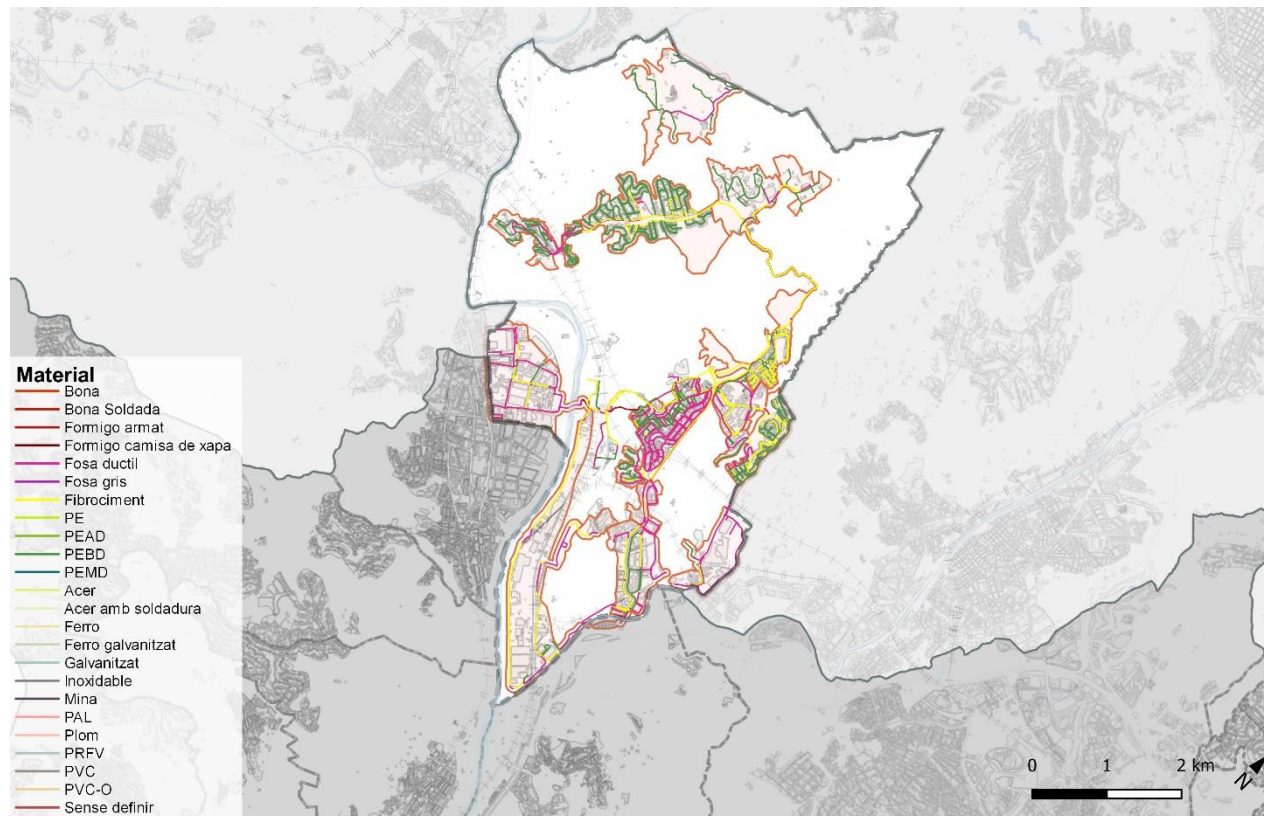 Material
Bona
Bona Soldada
Formigo armat
Formigo camisa de xapa
Fosa ductil
Fosa gris
Fibrociment
PE
PEAD
PEBD
PEMD
Acer
Acer amb soldadura
Ferro
Ferro galvanitzat
Galvanitzat
Inoxidable
Mina
PAL
Plom
PRFV
PVC
PVC-O
Sense definir
0 1 2 km
N